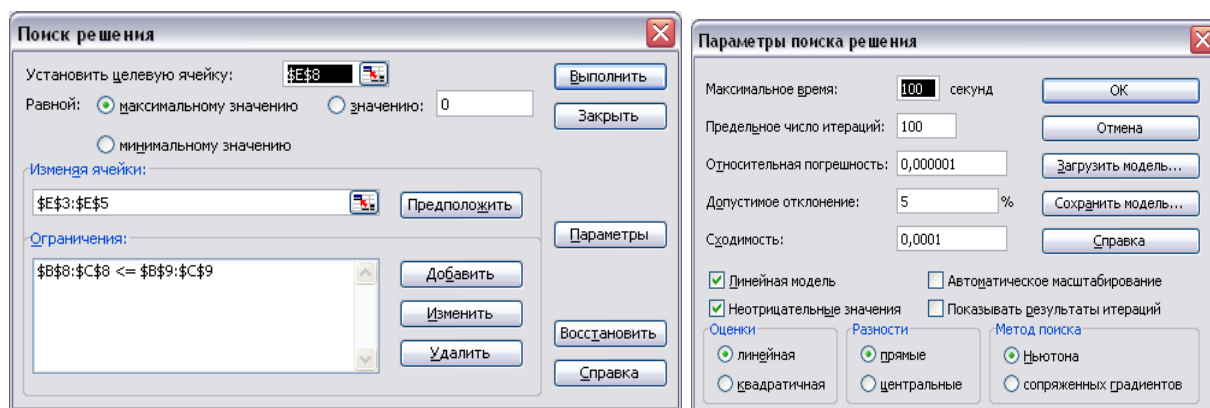 Поиск решения
Установить целевую ячейку: $E$8
Выполнить
Равной: максимальному значению значению: 0
Закрыть
минимальному значению
Изменяя ячейки:
$E$3:$E$5
Предположить
Параметры
Ограничения:
$B$8:$C$8 <= $B$9:$C$9
Добавить
Изменить
Восстановить
Удалить
Справка
Параметры поиска решения
Максимальное время: 100 секунд
OK
Предельное число итераций: 100
Отмена
Относительная погрешность: 0,000001
Загрузить модель...
Допустимое отклонение: 5 %
Сохранить модель...
Сходимость: 0,0001
Справка
Линейная модель Автоматическое масштабирование
Неотрицательные значения Показывать результаты итераций
Оценки Разности Метод поиска
линейная прямые Ньютона
квадратичная центральные сопряженных градиентов